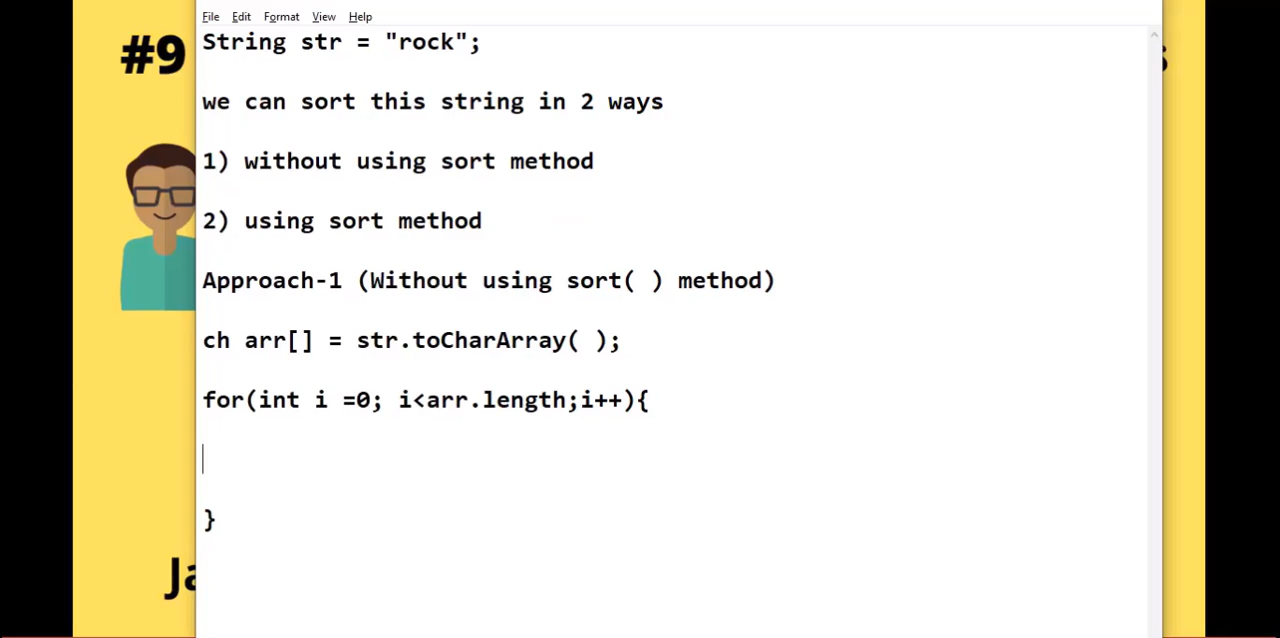 File Edit Format View Help
#9
String str = "rock";
we can sort this string in 2 ways
1) without using sort method
2) using sort method
Approach-1 (Without using sort( ) method)
ch arr[] = str.toCharArray( );
for(int i =0; i<arr.length;i++){
}